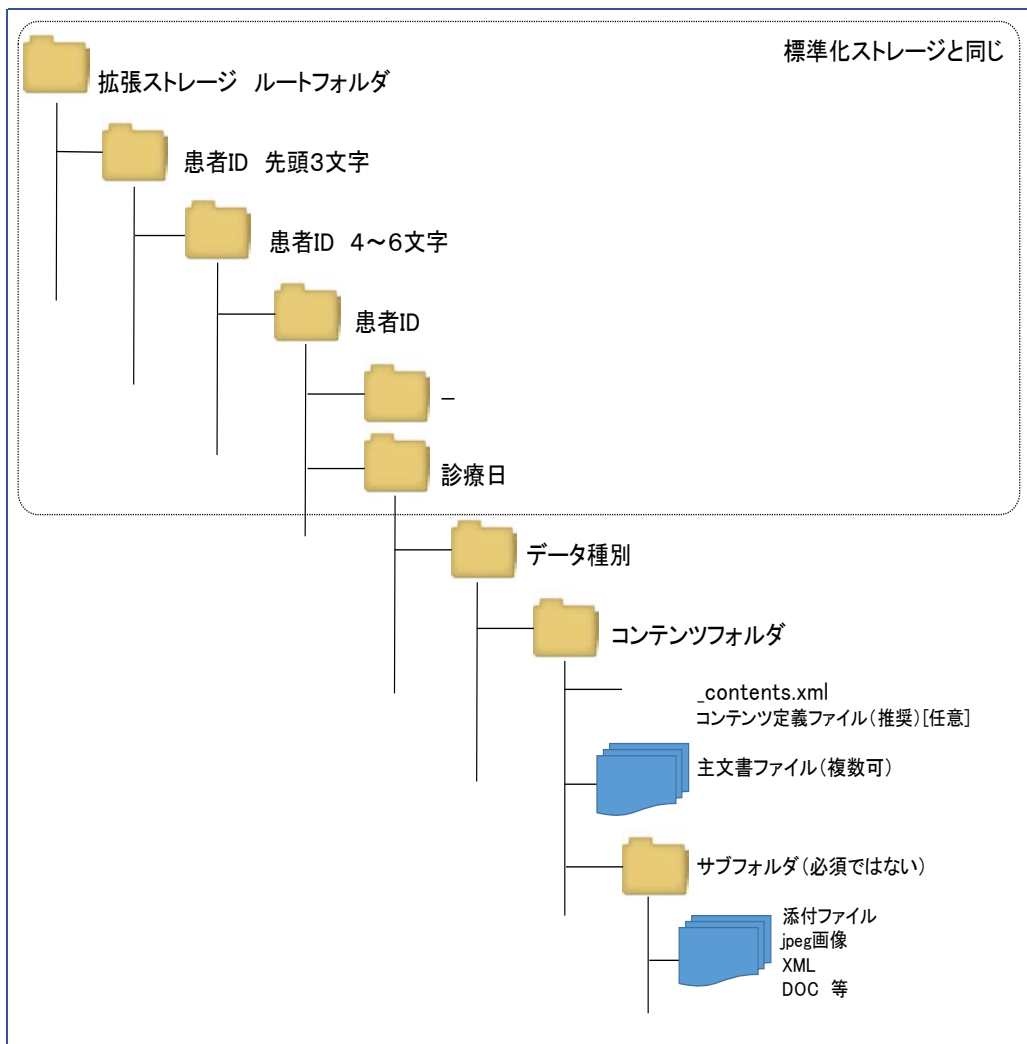 標準化ストレージと同じ
拡張ストレージ ルートフォルダ
患者ID 先頭3文字
患者ID 4～6文字
患者ID
－
診療日
データ種別
コンテンツフォルダ
_contents.xml
コンテンツ定義ファイル（推奨）[任意]
主文書ファイル（複数可）
サブフォルダ（必須ではない）
添付ファイル
jpeg画像
XML
DOC 等